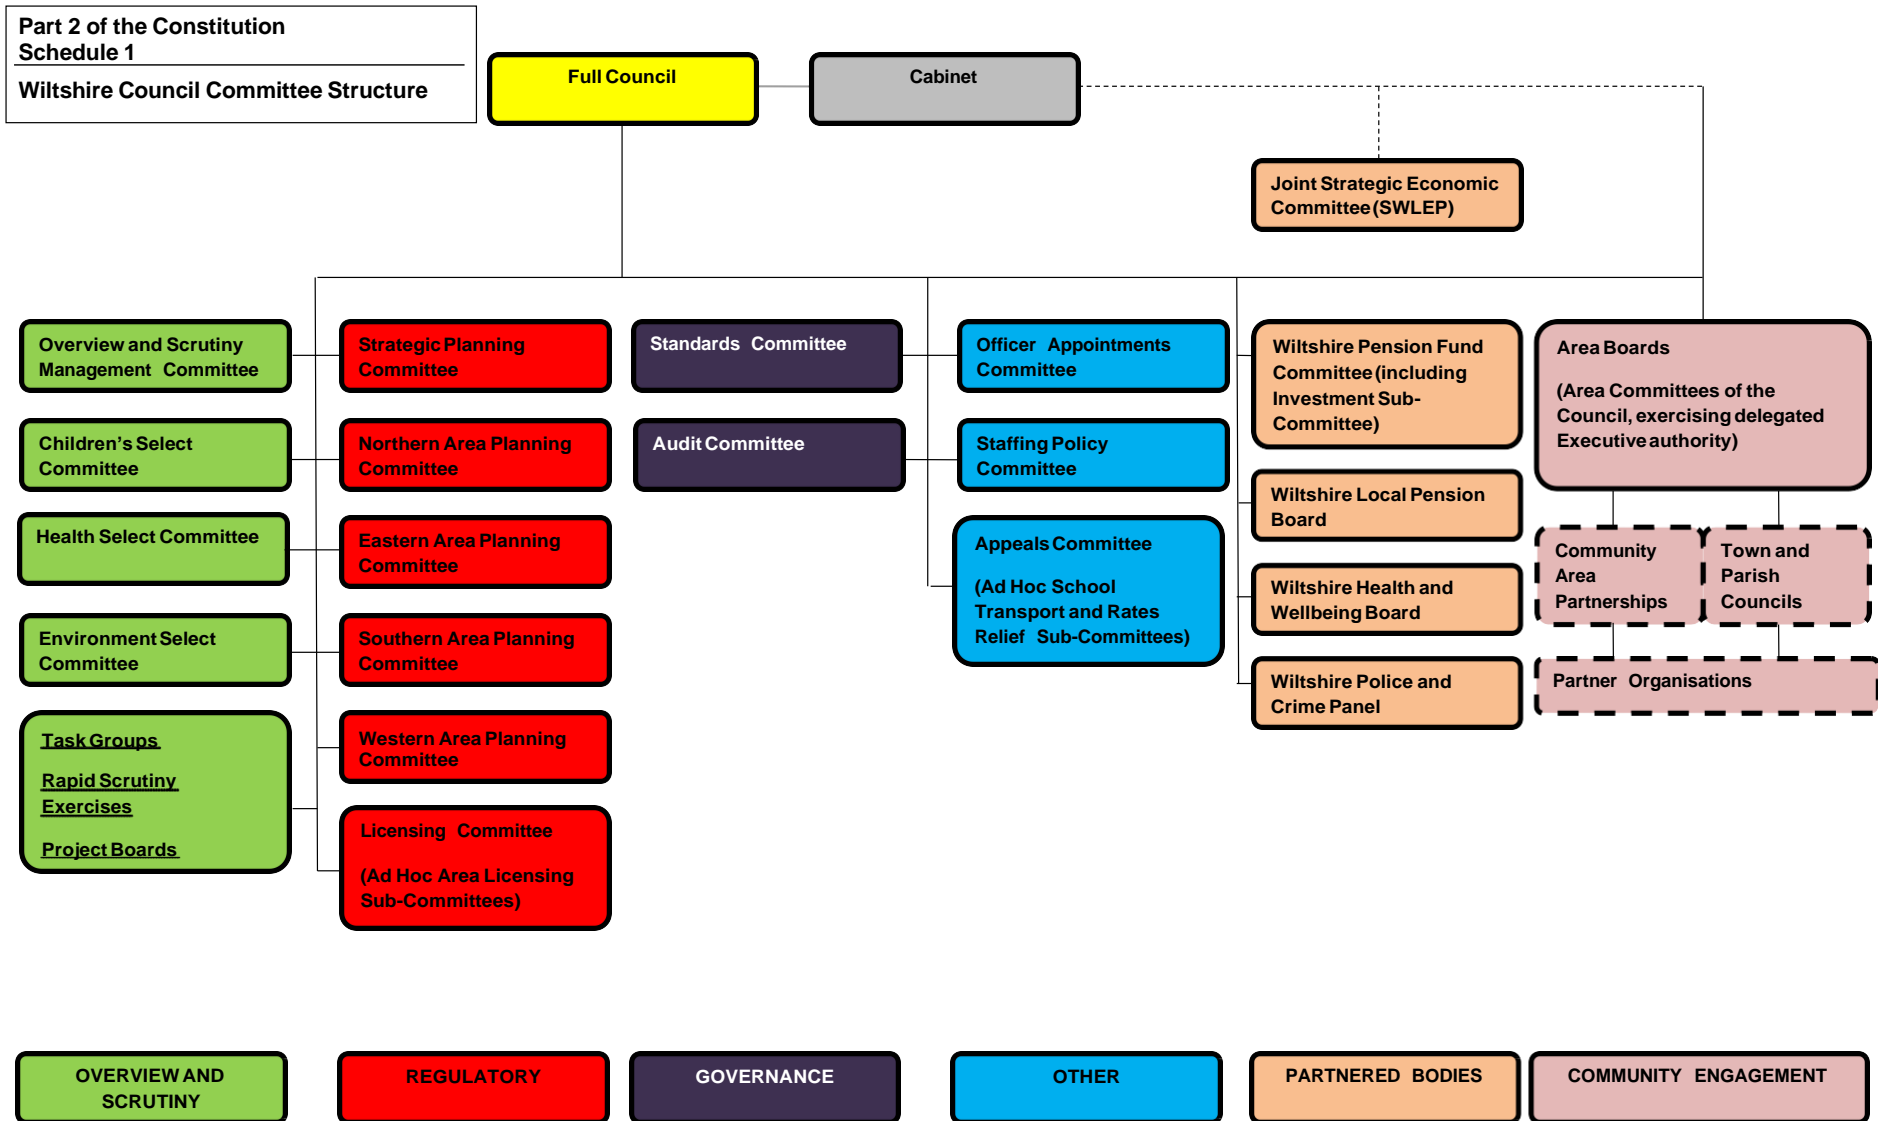 Part 2 of the Constitution
Schedule 1
Wiltshire Council Committee Structure
Full Council
Cabinet
Joint Strategic Economic
Committee (SWLEP)
Overview and Scrutiny
Management Committee
Children's Select
Committee
Health Select Committee
Environment Select
Committee
Task Groups
Rapid Scrutiny
Exercises
Project Boards
Strategic Planning
Committee
Northern Area Planning
Committee
Eastern Area Planning
Committee
Southern Area Planning
Committee
Western Area Planning
Committee
Licensing Committee
(Ad Hoc Area Licensing
Sub-Committees)
Standards Committee
Audit Committee
Officer Appointments
Committee
Staffing Policy
Committee
Appeals Committee
(Ad Hoc School
Transport and Rates
Relief Sub-Committees)
Wiltshire Pension Fund
Committee (including
Investment Sub-
Committee)
Wiltshire Local Pension
Board
Wiltshire Health and
Wellbeing Board
Wiltshire Police and
Crime Panel
Area Boards
(Area Committees of the
Council, exercising delegated
Executive authority)
Community
Area
Partnerships
Town and
Parish
Councils
Partner Organisations
OVERVIEW AND
SCRUTINY
REGULATORY
GOVERNANCE
OTHER
PARTNERED BODIES
COMMUNITY ENGAGEMENT